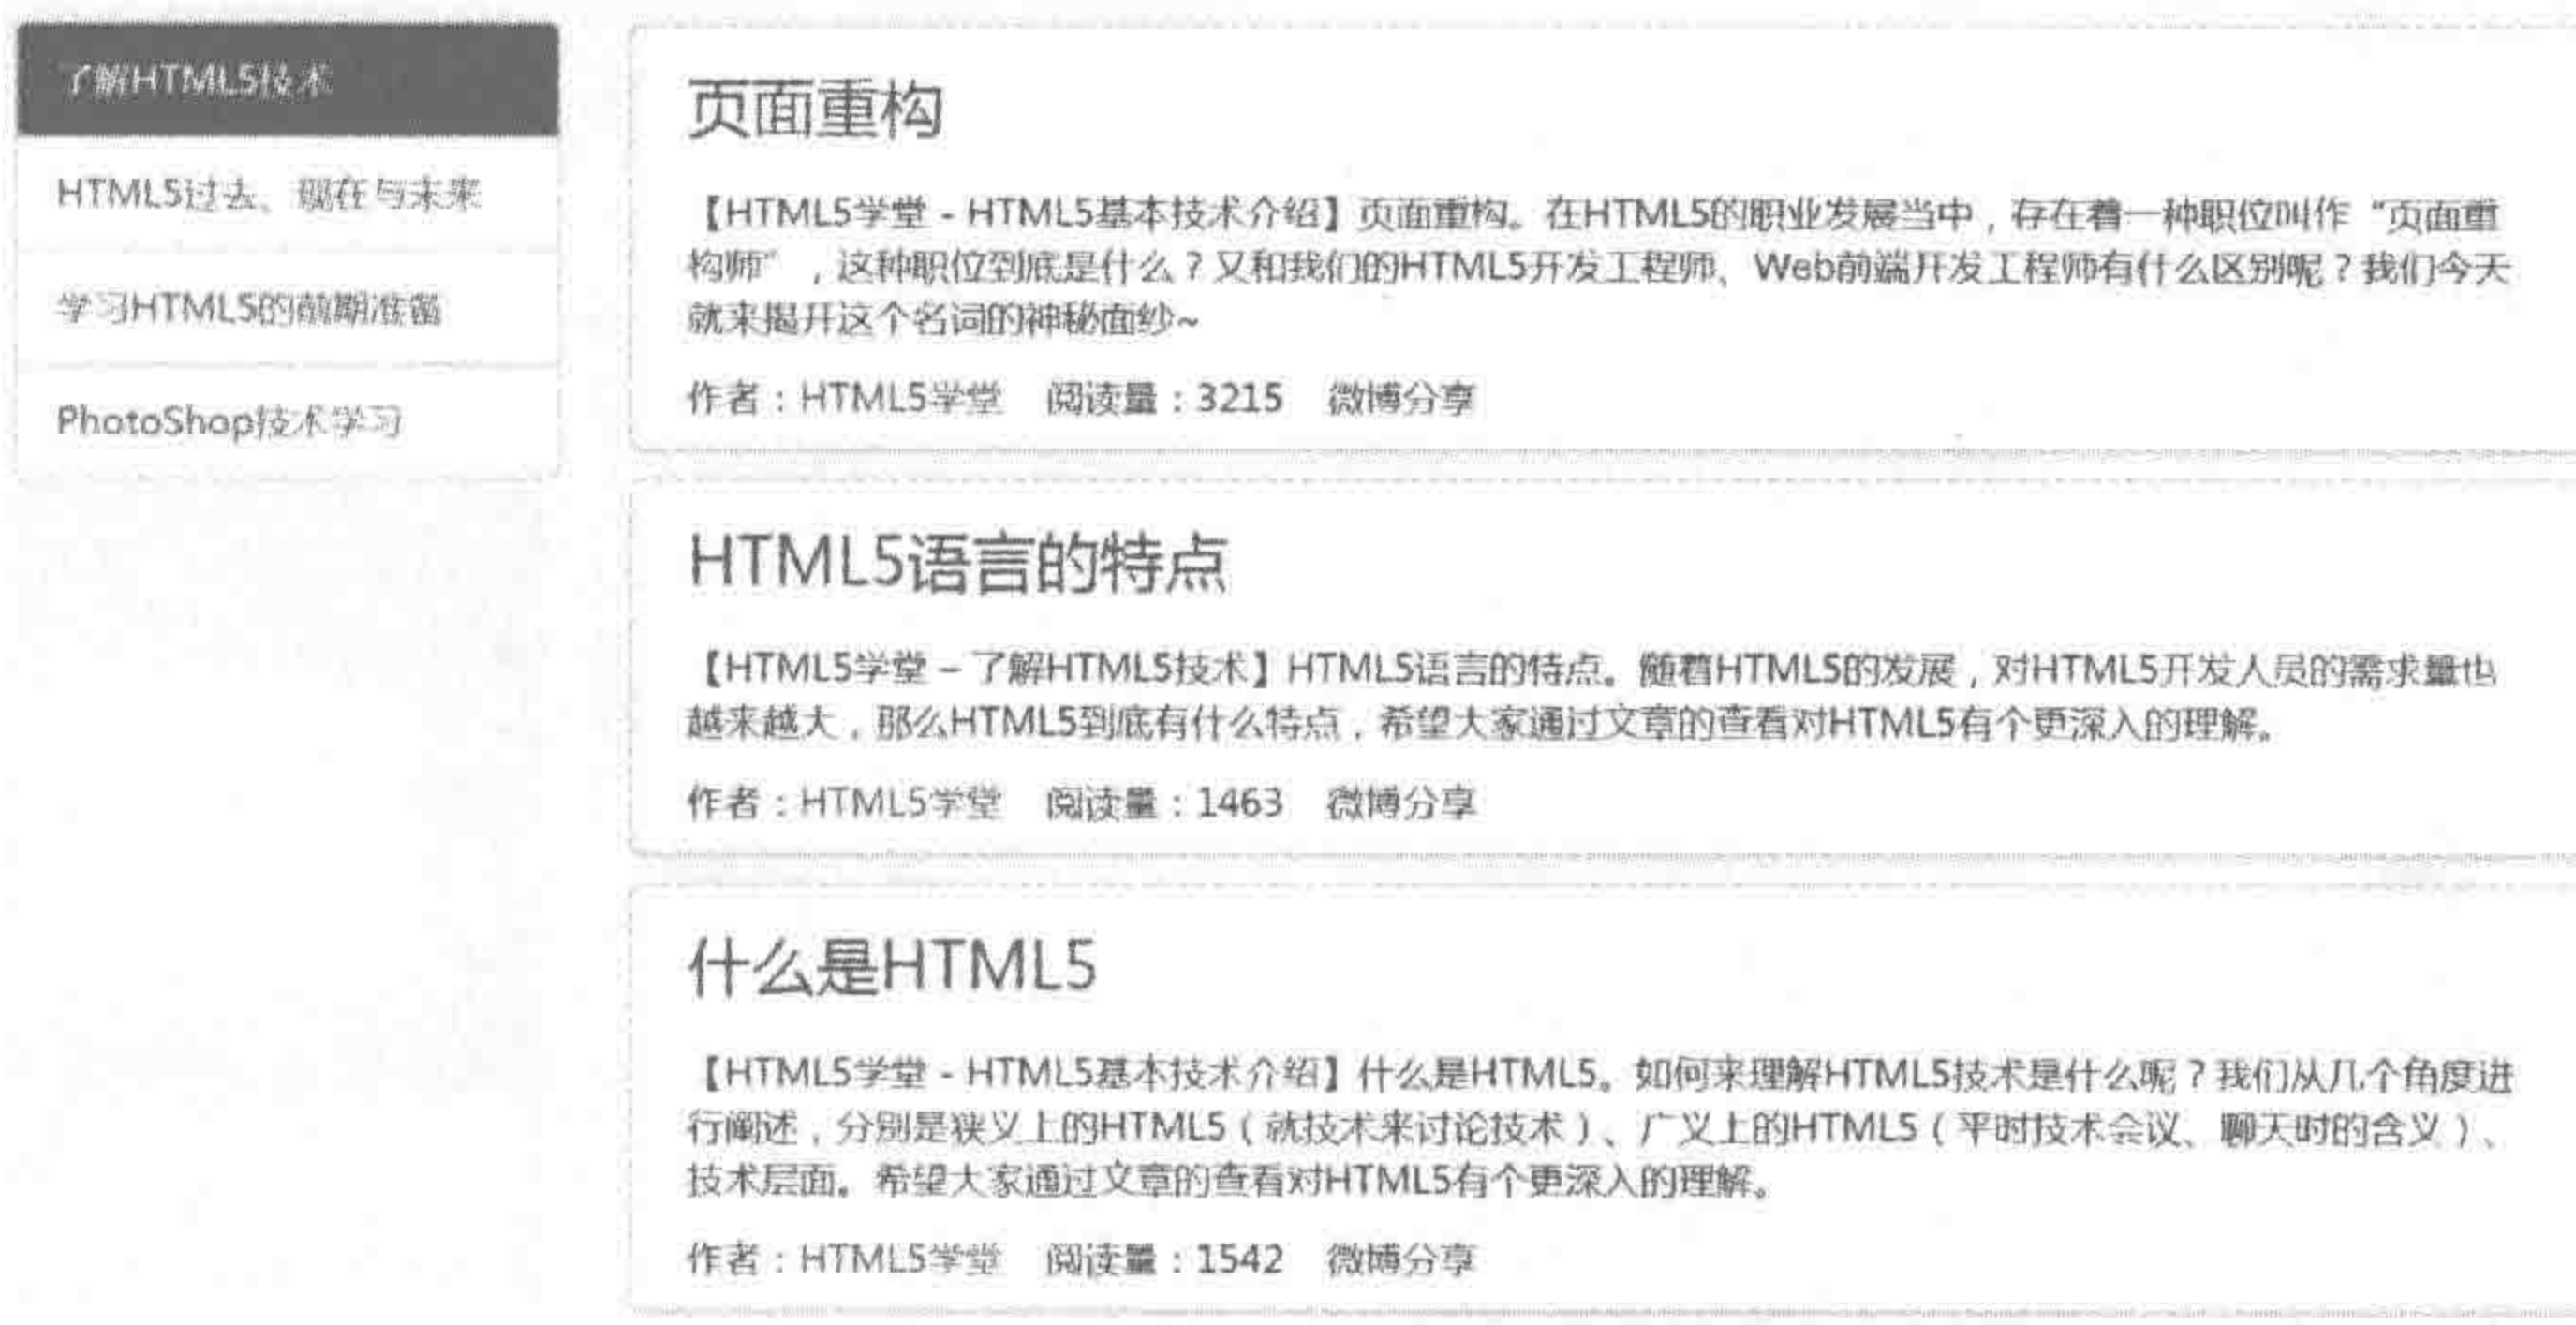 了解HTML5技术
HTML5过去、现在与未来
学习HTML5的前期准备
PhotoShop技术学习
页面重构
【HTML5学堂 - HTML5基本技术介绍】页面重构。在HTML5的职业发展当中，存在着一种职位叫作“页面重
构师”，这种职位到底是什么？又和我们的HTML5开发工程师、Web前端开发工程师有什么区别呢？我们今天
就来揭开这个名词的神秘面纱~
作者：HTML5学堂 阅读量：3215 微博分享
HTML5语言的特点
【HTML5学堂 – 了解HTML5技术】HTML5语言的特点。随着HTML5的发展，对HTML5开发人员的需求量也
越来越大，那么HTML5到底有什么特点，希望大家通过文章的查看对HTML5有个更深入的理解。
作者：HTML5学堂 阅读量：1463 微博分享
什么是HTML5
【HTML5学堂 - HTML5基本技术介绍】什么是HTML5。如何来理解HTML5技术是什么呢？我们从几个角度进
行阐述，分别是狭义上的HTML5（就技术来讨论技术）、广义上的HTML5（平时技术会议、聊天时的含义）、
技术层面。希望大家通过文章的查看对HTML5有个更深入的理解。
作者：HTML5学堂 阅读量：1542 微博分享